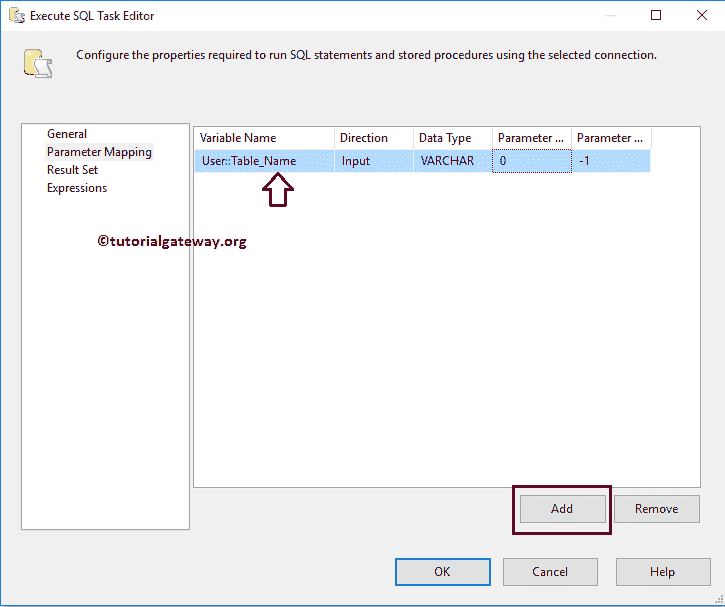 Execute SQL Task Editor
Configure the properties required to run SQL statements and stored procedures using the selected connection.
General
Parameter Mapping
Result Set
Expressions
Variable Name Direction Data Type Parameter ... Parameter ...
User::Table_Name Input VARCHAR 0 -1
©tutorialgateway.org
Add Remove
OK Cancel Help